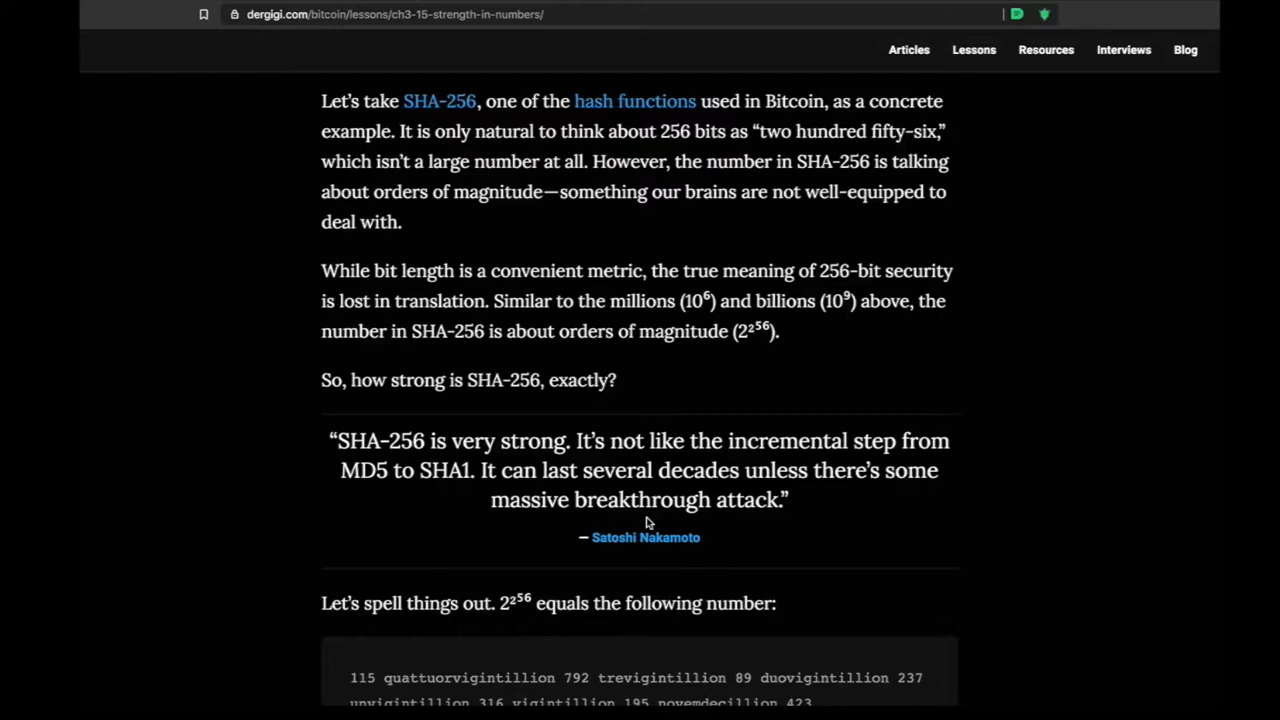 dergigi.com/bitcoin/lessons/ch3-15-strength-in-numbers/
Articles Lessons Resources Interviews Blog
Let’s take SHA-256, one of the hash functions used in Bitcoin, as a concrete
example. It is only natural to think about 256 bits as “two hundred fifty-six,”
which isn’t a large number at all. However, the number in SHA-256 is talking
about orders of magnitude—something our brains are not well-equipped to
deal with.
While bit length is a convenient metric, the true meaning of 256-bit security
is lost in translation. Similar to the millions (10⁶) and billions (10⁹) above, the
number in SHA-256 is about orders of magnitude (2²⁵⁶).
So, how strong is SHA-256, exactly?
“SHA-256 is very strong. It’s not like the incremental step from
MD5 to SHA1. It can last several decades unless there’s some
massive breakthrough attack.”
— Satoshi Nakamoto
Let’s spell things out. 2²⁵⁶ equals the following number:
115 quattuorvigintillion 792 trevigintillion 89 duovigintillion 237
unvigintillion 316 vigintillion 195 novemdecillion 423